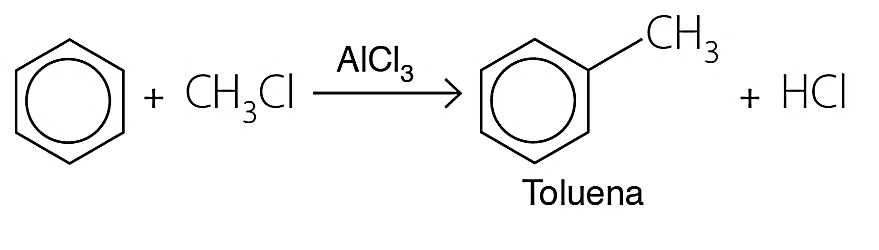 AlCl₃
+ CH₃Cl
CH₃
+ HCl
Toluena